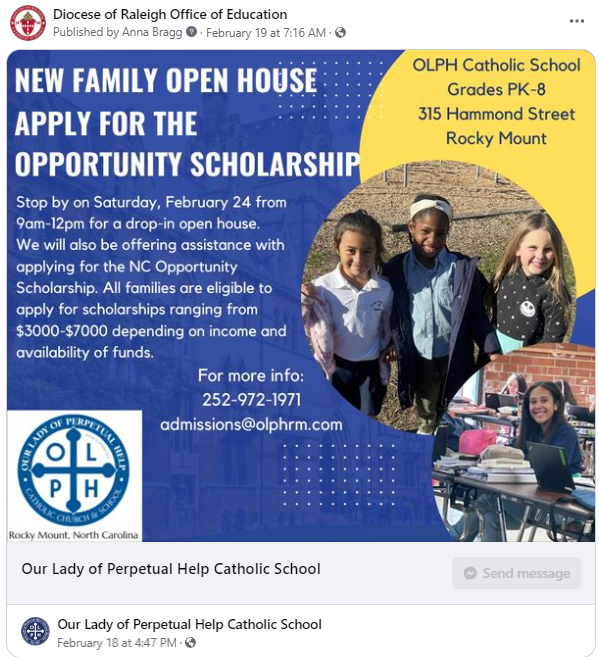 Diocese of Raleigh Office of Education
Published by Anna Bragg · February 19 at 7:16 AM ·
NEW FAMILY OPEN HOUSE
APPLY FOR THE
OPPORTUNITY SCHOLARSHIP
OLPH Catholic School
Grades PK-8
315 Hammond Street
Rocky Mount
Stop by on Saturday, February 24 from
9am-12pm for a drop-in open house.
We will also be offering assistance with
applying for the NC Opportunity
Scholarship. All families are eligible to
apply for scholarships ranging from
$3000-$7000 depending on income and
availability of funds.
For more info:
252-972-1971
admissions@olphrm.com
OUR LADY OF PERPETUAL HELP
O L
P H
CATHOLIC CHURCH & SCHOOL
Rocky Mount, North Carolina
Our Lady of Perpetual Help Catholic School
Send message
Our Lady of Perpetual Help Catholic School
February 18 at 4:47 PM ·